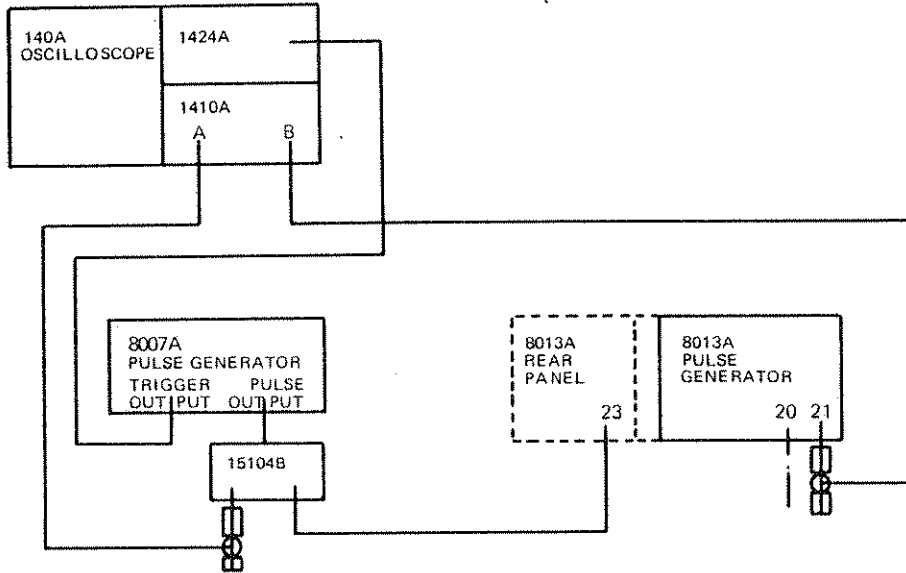 140A
OSCILLOSCOPE
1424A
1410A
A B
8007A
PULSE GENERATOR
TRIGGER PULSE
OUTPUT OUTPUT
15104B
8013A
REAR
PANEL
23
8013A
PULSE
GENERATOR
20 21